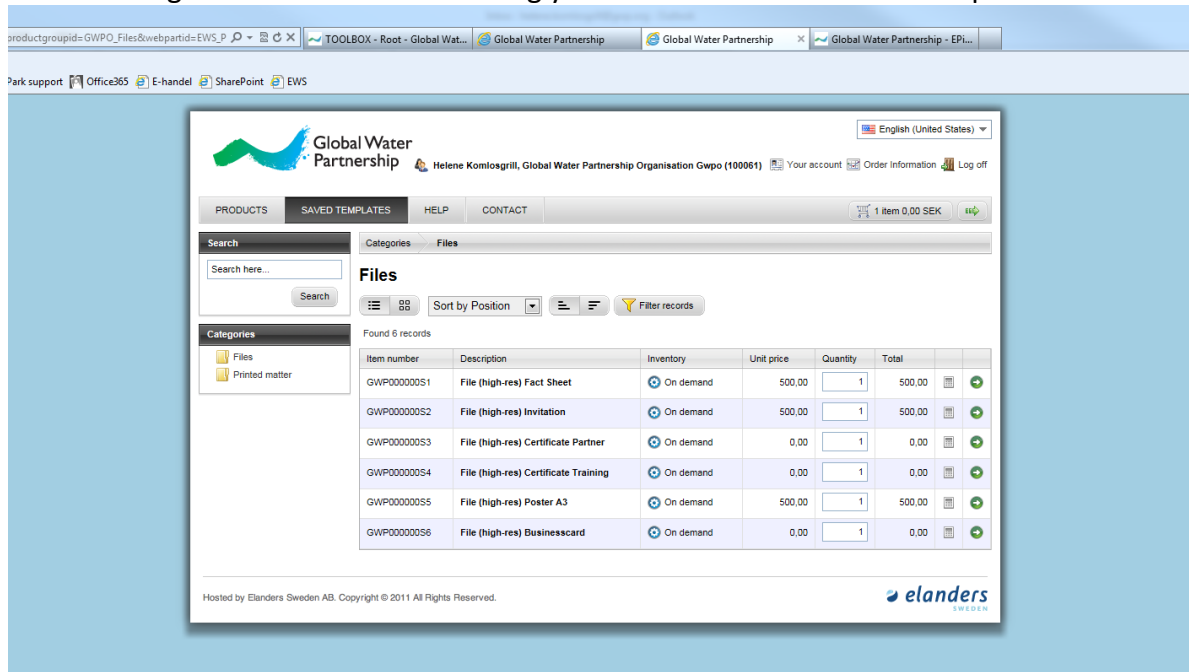 productgroupid=GWPO_Files&webpartid=EWS_P
TOOLBOX - Root - Global Wat...
Global Water Partnership
Global Water Partnership
Global Water Partnership - EPi...
Park support Office365 E-handel SharePoint EWS
Global Water
Partnership
English (United States)
Helene Komlosgrill, Global Water Partnership Organisation Gwpo (100061) Your account Order Information Log off
PRODUCTS SAVED TEMPLATES HELP CONTACT 1 item 0,00 SEK
Search
Search here...
Search
Categories
Files
Printed matter
Categories Files
Files
Sort by Position Filter records
Found 6 records
Item number Description Inventory Unit price Quantity Total
GWP000000S1 File (high-res) Fact Sheet On demand 500,00 1 500,00
GWP000000S2 File (high-res) Invitation On demand 500,00 1 500,00
GWP000000S3 File (high-res) Certificate Partner On demand 0,00 1 0,00
GWP000000S4 File (high-res) Certificate Training On demand 0,00 1 0,00
GWP000000S5 File (high-res) Poster A3 On demand 500,00 1 500,00
GWP000000S6 File (high-res) Businesscard On demand 0,00 1 0,00
Hosted by Elanders Sweden AB. Copyright © 2011 All Rights Reserved.
elanders
SWEDEN